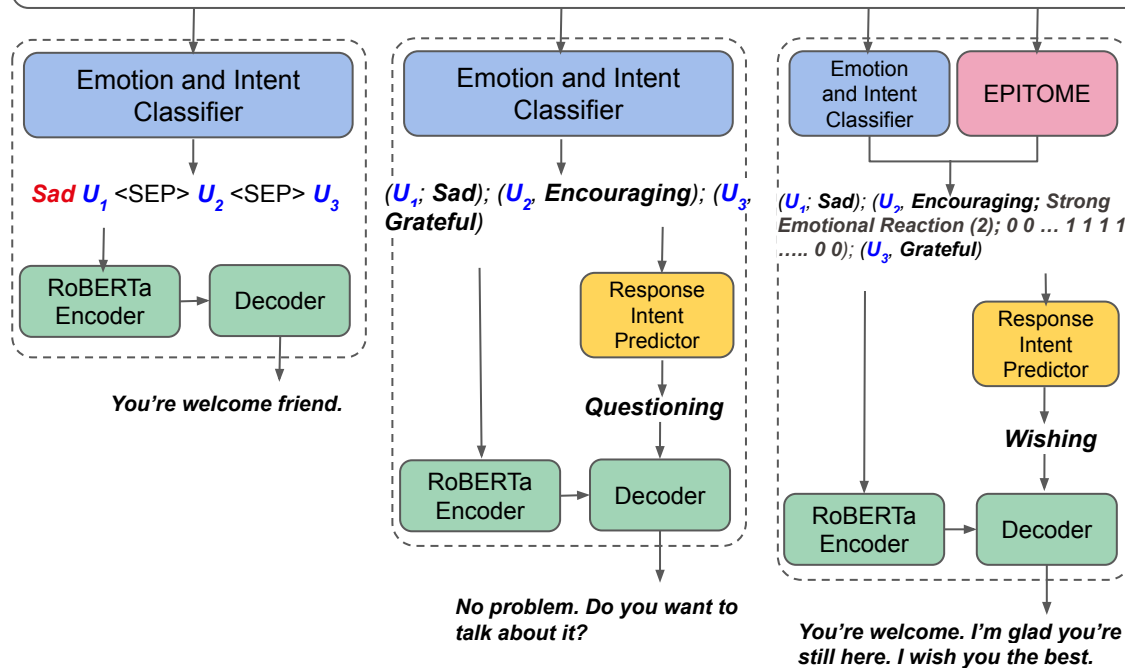 Emotion and Intent
Classifier
Sad U1 <SEP> U2 <SEP> U3
RoBERTa
Encoder
Decoder
You're welcome friend.
Emotion and Intent
Classifier
(U1; Sad); (U2, Encouraging); (U3,
Grateful)
Response
Intent
Predictor
Questioning
RoBERTa
Encoder
Decoder
No problem. Do you want to
talk about it?
Emotion
and Intent
Classifier
EPITOME
(U1; Sad); (U2, Encouraging; Strong
Emotional Reaction (2); 0 0 … 1 1 1 1
….. 0 0); (U3, Grateful)
Response
Intent
Predictor
Wishing
RoBERTa
Encoder
Decoder
You're welcome. I'm glad you're
still here. I wish you the best.